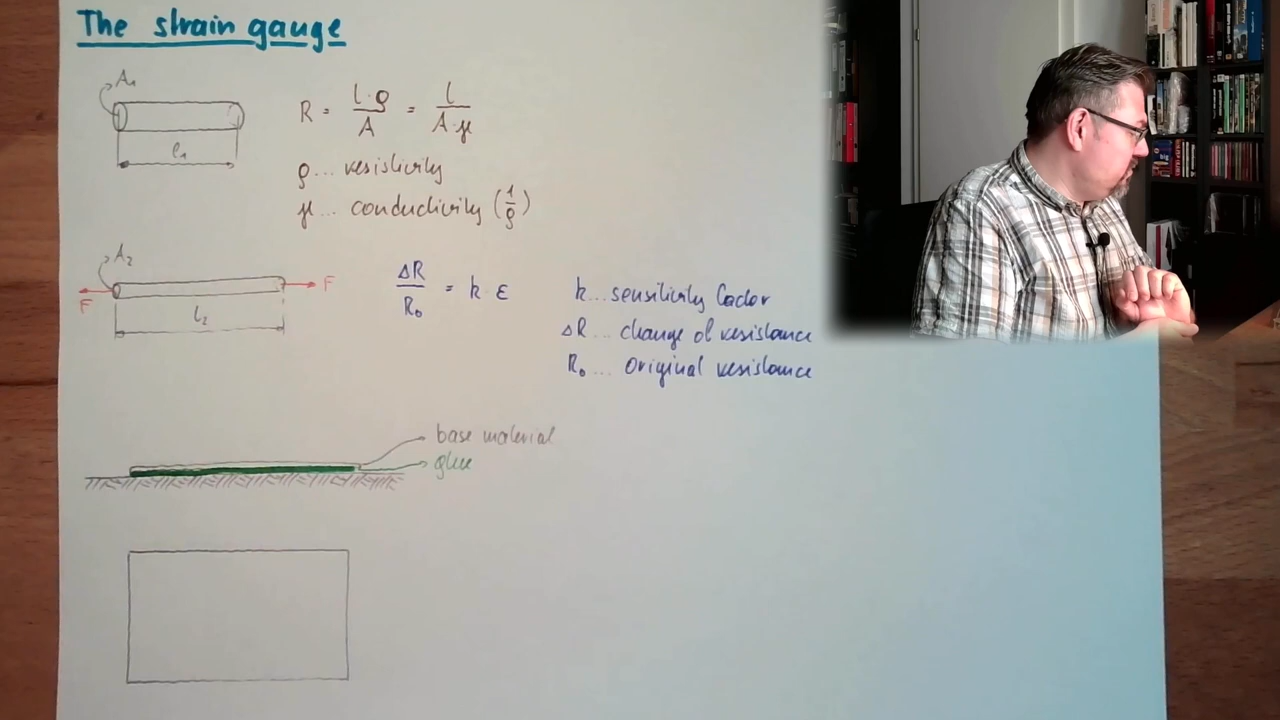 The strain gauge
A₁
R = l·ρ/A = l/A·ϰ
l₁
ρ... resistivity
ϰ... conductivity (1/ρ)
A₂
F F
ΔR/R₀ = k·ε
k... sensitivity factor
l₂
ΔR... change of resistance
R₀... original resistance
base material
glue